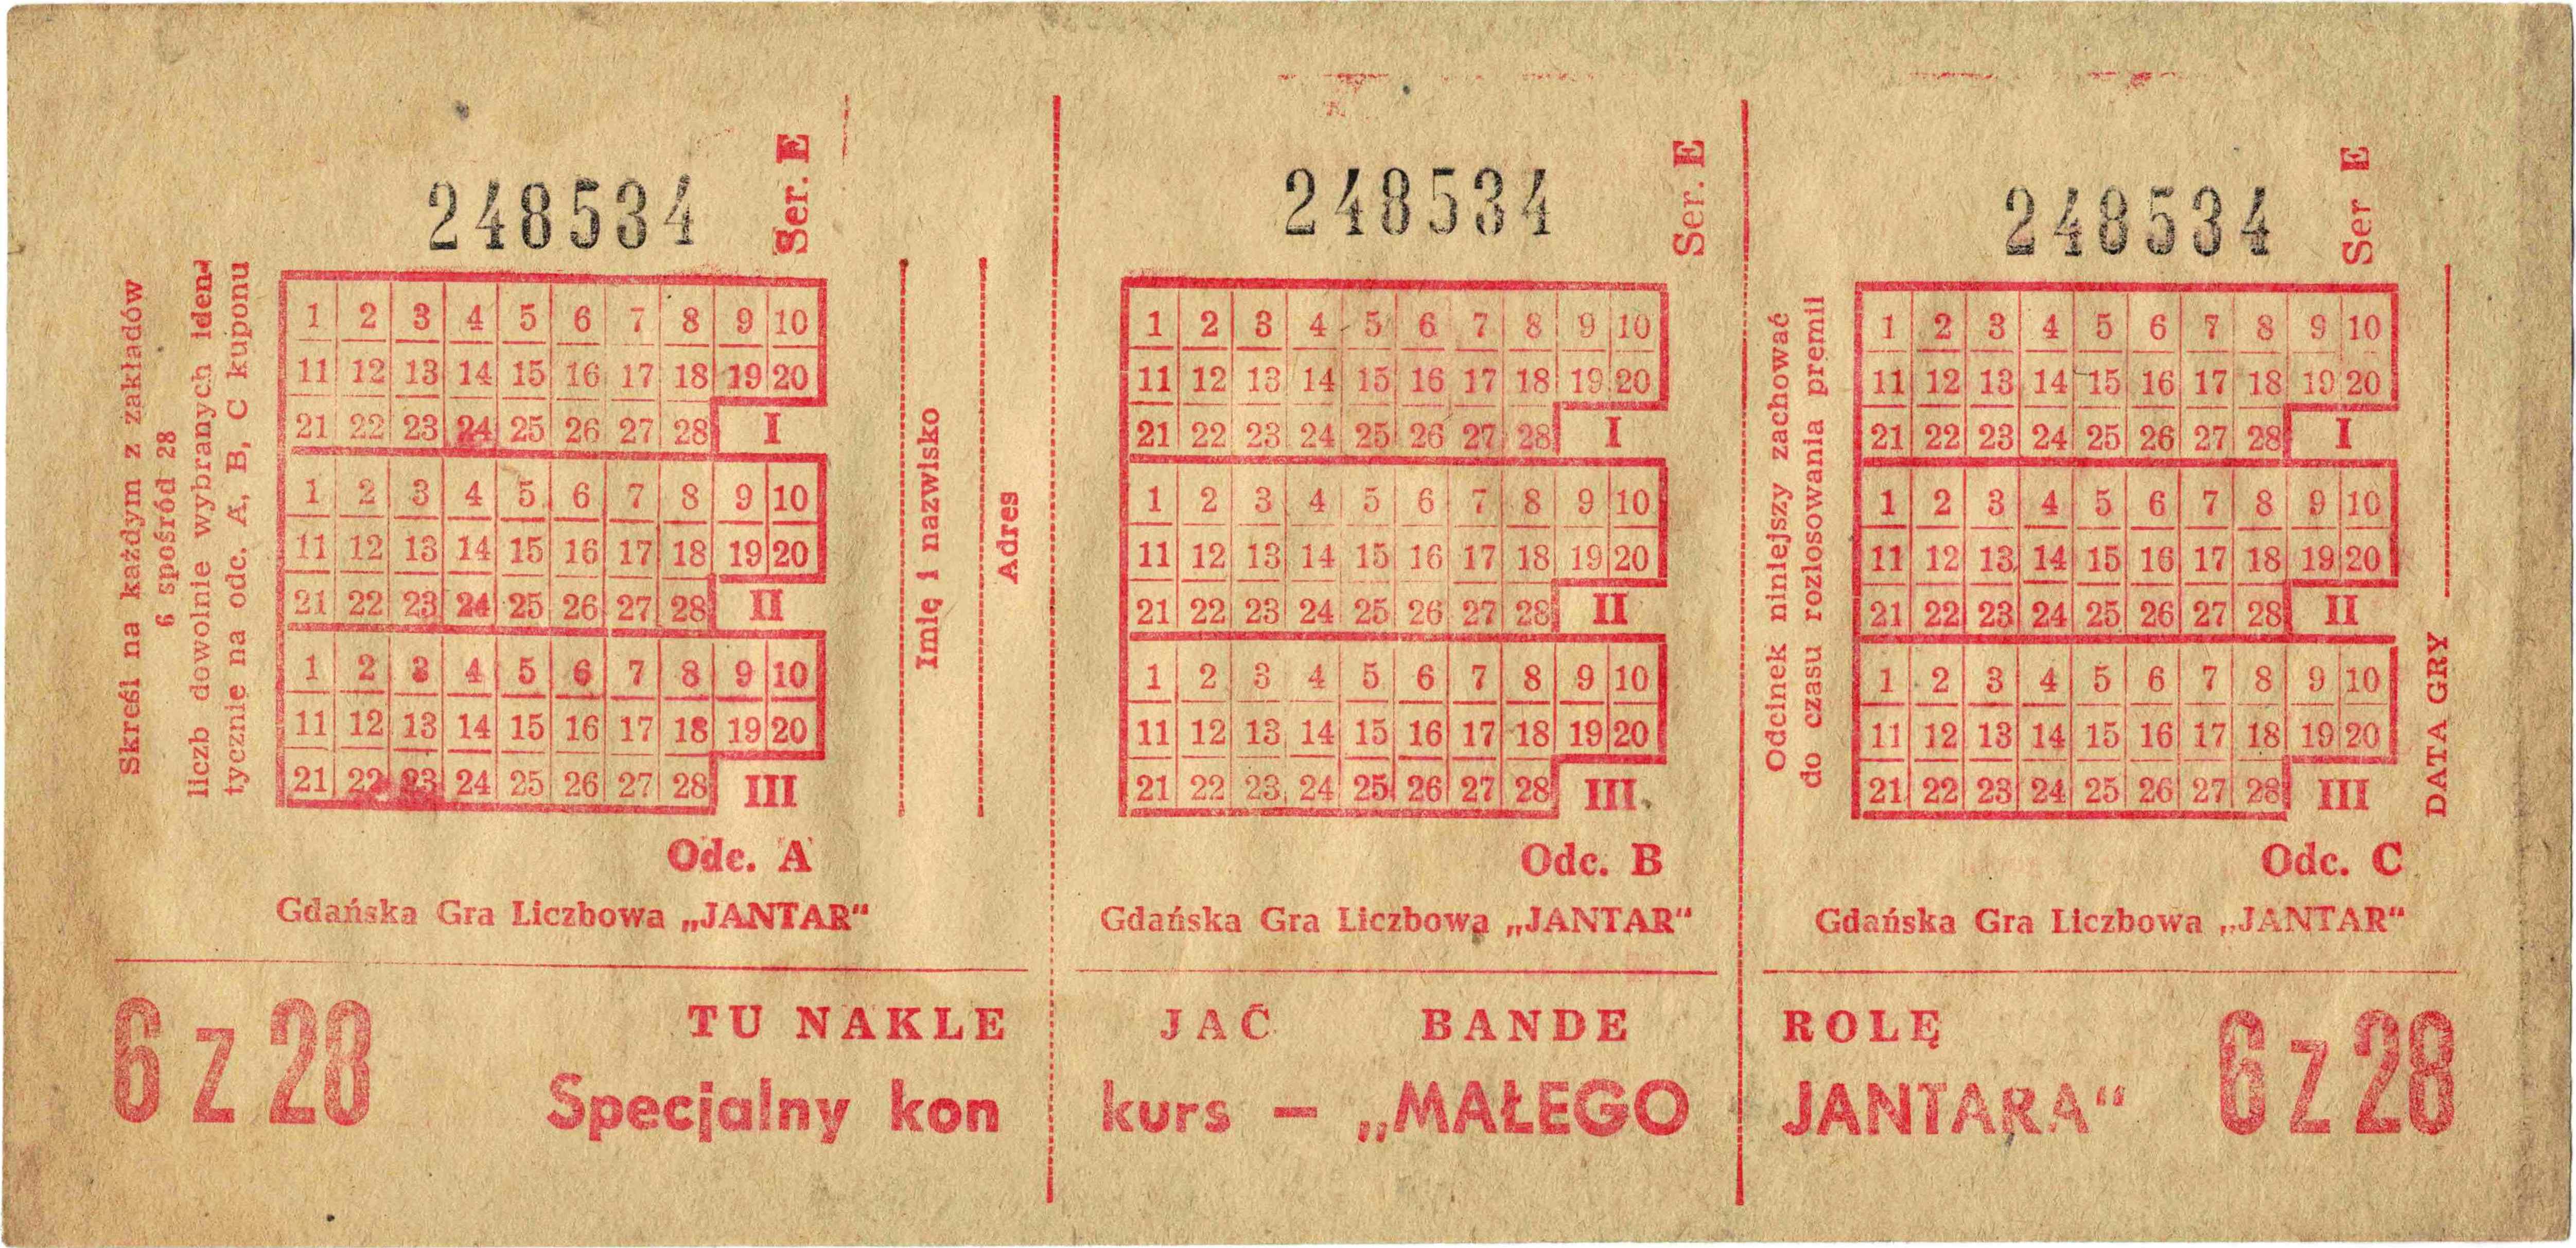 Skreśl na każdym z zakładów
6 spośród 28
liczb dowolnie wybranych iden-
tycznie na odc. A, B, C kuponu
248534
Ser. E
1 2 3 4 5 6 7 8 9 10
11 12 13 14 15 16 17 18 19 20
21 22 23 24 25 26 27 28 I
1 2 3 4 5 6 7 8 9 10
11 12 13 14 15 16 17 18 19 20
21 22 23 24 25 26 27 28 II
1 2 3 4 5 6 7 8 9 10
11 12 13 14 15 16 17 18 19 20
21 22 23 24 25 26 27 28 III
Odc. A
Gdańska Gra Liczbowa „JANTAR“
Imię i nazwisko
Adres
248534
Ser. E
1 2 3 4 5 6 7 8 9 10
11 12 13 14 15 16 17 18 19 20
21 22 23 24 25 26 27 28 I
1 2 3 4 5 6 7 8 9 10
11 12 13 14 15 16 17 18 19 20
21 22 23 24 25 26 27 28 II
1 2 3 4 5 6 7 8 9 10
11 12 13 14 15 16 17 18 19 20
21 22 23 24 25 26 27 28 III
Odc. B
Gdańska Gra Liczbowa „JANTAR“
Odcinek niniejszy zachować
do czasu rozlosowania premii
248534
Ser E
1 2 3 4 5 6 7 8 9 10
11 12 13 14 15 16 17 18 19 20
21 22 23 24 25 26 27 28 I
1 2 3 4 5 6 7 8 9 10
11 12 13 14 15 16 17 18 19 20
21 22 23 24 25 26 27 28 II
1 2 3 4 5 6 7 8 9 10
11 12 13 14 15 16 17 18 19 20
21 22 23 24 25 26 27 28 III
Odc. C
Gdańska Gra Liczbowa „JANTAR“
DATA GRY
6 z 28
TU NAKLE JAĆ BANDE ROLĘ
Specjalny kon kurs — „MAŁEGO JANTARA“
6 z 28